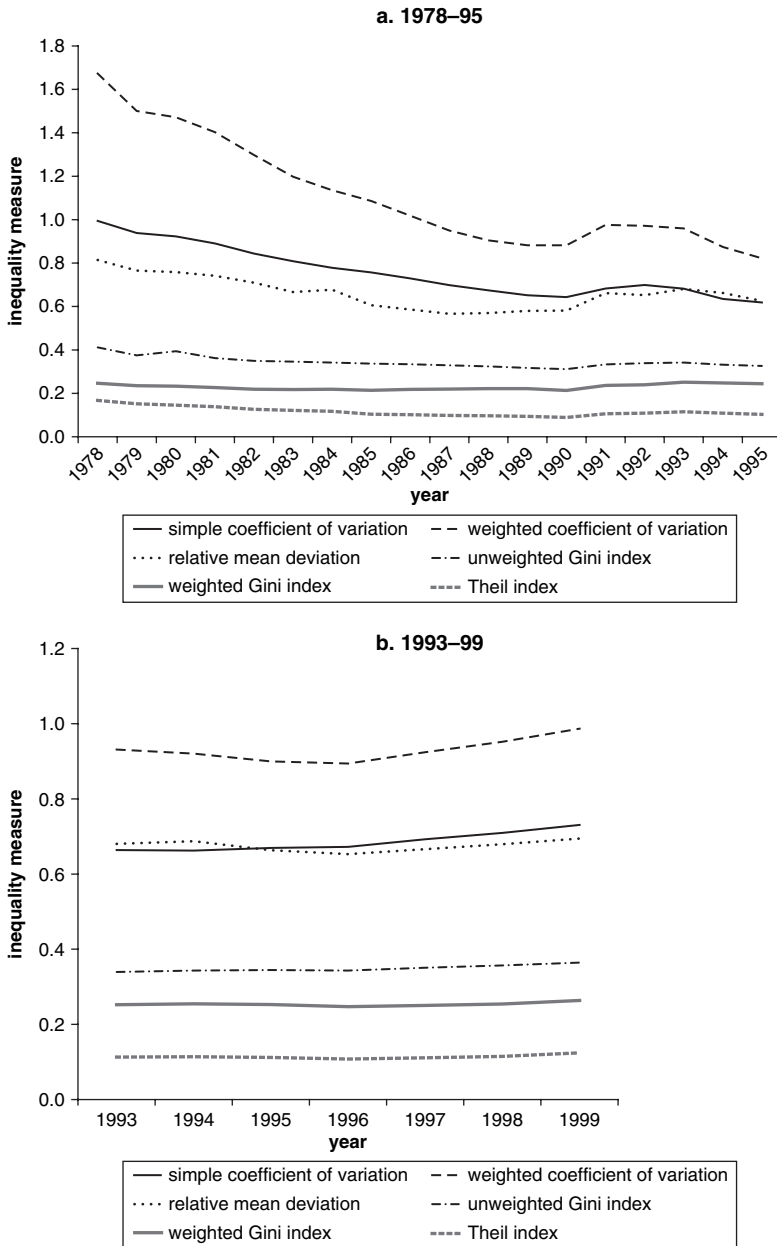 a. 1978–95
1.8
1.6
1.4
1.2
1.0
0.8
0.6
0.4
0.2
0.0
inequality measure
1978 1979 1980 1981 1982 1983 1984 1985 1986 1987 1988 1989 1990 1991 1992 1993 1994 1995
year
simple coefficient of variation weighted coefficient of variation
relative mean deviation unweighted Gini index
weighted Gini index Theil index
b. 1993–99
1.2
1.0
0.8
0.6
0.4
0.2
0.0
inequality measure
1993 1994 1995 1996 1997 1998 1999
year
simple coefficient of variation weighted coefficient of variation
relative mean deviation unweighted Gini index
weighted Gini index Theil index